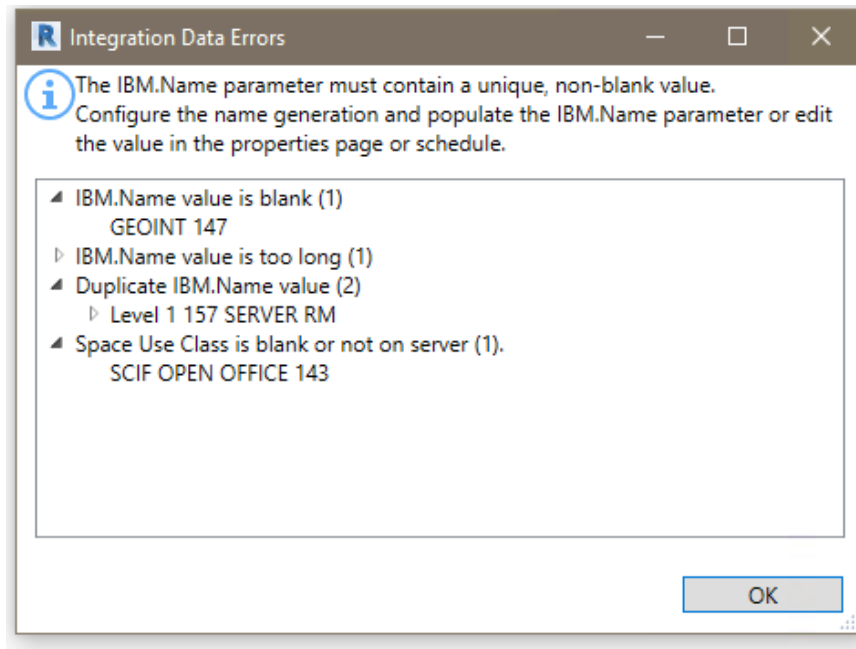 R Integration Data Errors
The IBM.Name parameter must contain a unique, non-blank value.
Configure the name generation and populate the IBM.Name parameter or edit
the value in the properties page or schedule.
IBM.Name value is blank (1)
GEOINT 147
IBM.Name value is too long (1)
Duplicate IBM.Name value (2)
Level 1 157 SERVER RM
Space Use Class is blank or not on server (1).
SCIF OPEN OFFICE 143
OK